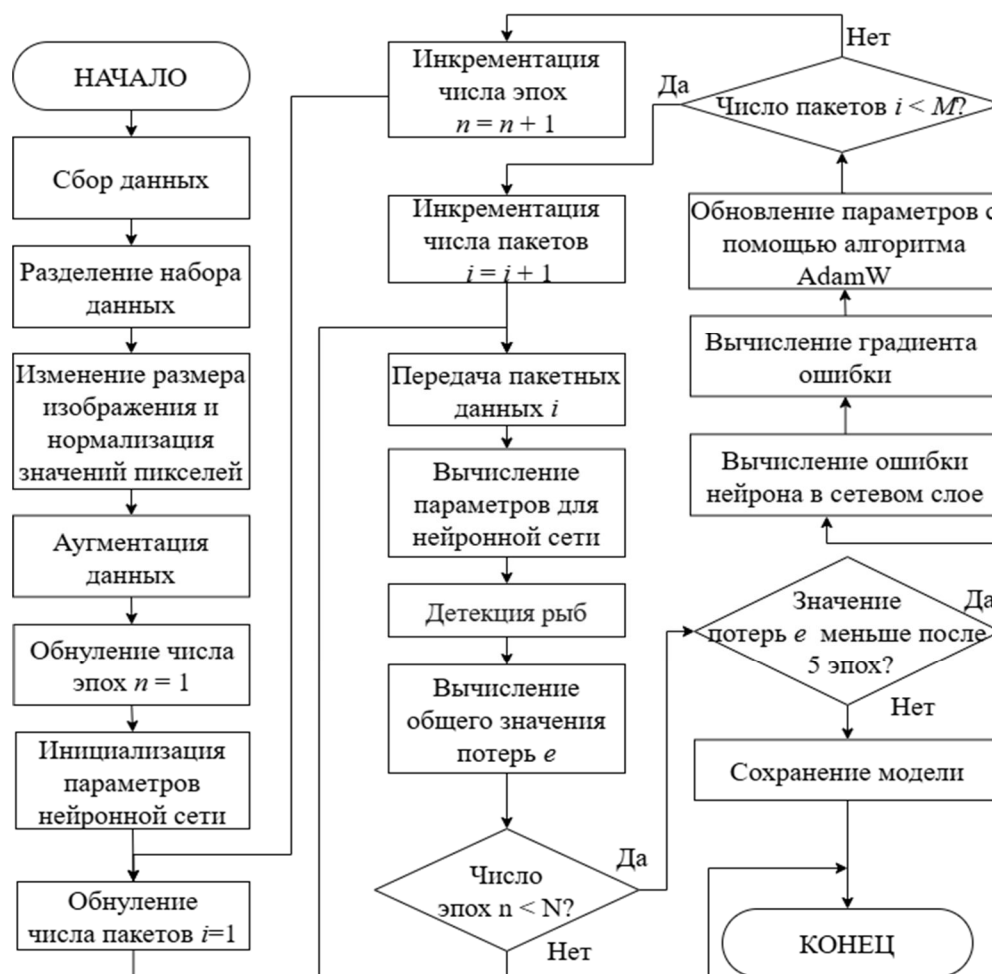 НАЧАЛО
Сбор данных
Разделение набора
данных
Изменение размера
изображения и
нормализация
значений пикселей
Аугментация
данных
Обнуление числа
эпох n = 1
Инициализация
параметров
нейронной сети
Обнуление
числа пакетов i=1
Инкрементация
числа эпох
n = n + 1
Инкрементация
числа пакетов
i = i + 1
Передача пакетных
данных i
Вычисление
параметров для
нейронной сети
Детекция рыб
Вычисление
общего значения
потерь e
Число
эпох n < N?
Да
Нет
Нет
Да
Число пакетов i < M?
Обновление параметров с
помощью алгоритма
AdamW
Вычисление градиента
ошибки
Вычисление ошибки
нейрона в сетевом слое
Значение
потерь e меньше после
5 эпох?
Да
Нет
Сохранение модели
КОНЕЦ